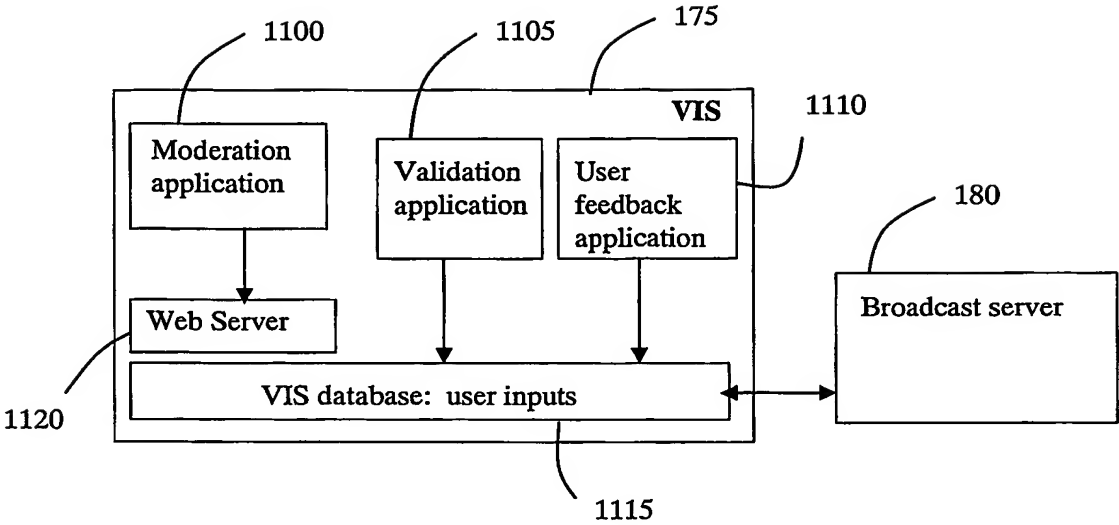 1100
1105
175
VIS
1110
Moderation
application
Validation
application
User
feedback
application
180
Web Server
Broadcast server
VIS database: user inputs
1120
1115